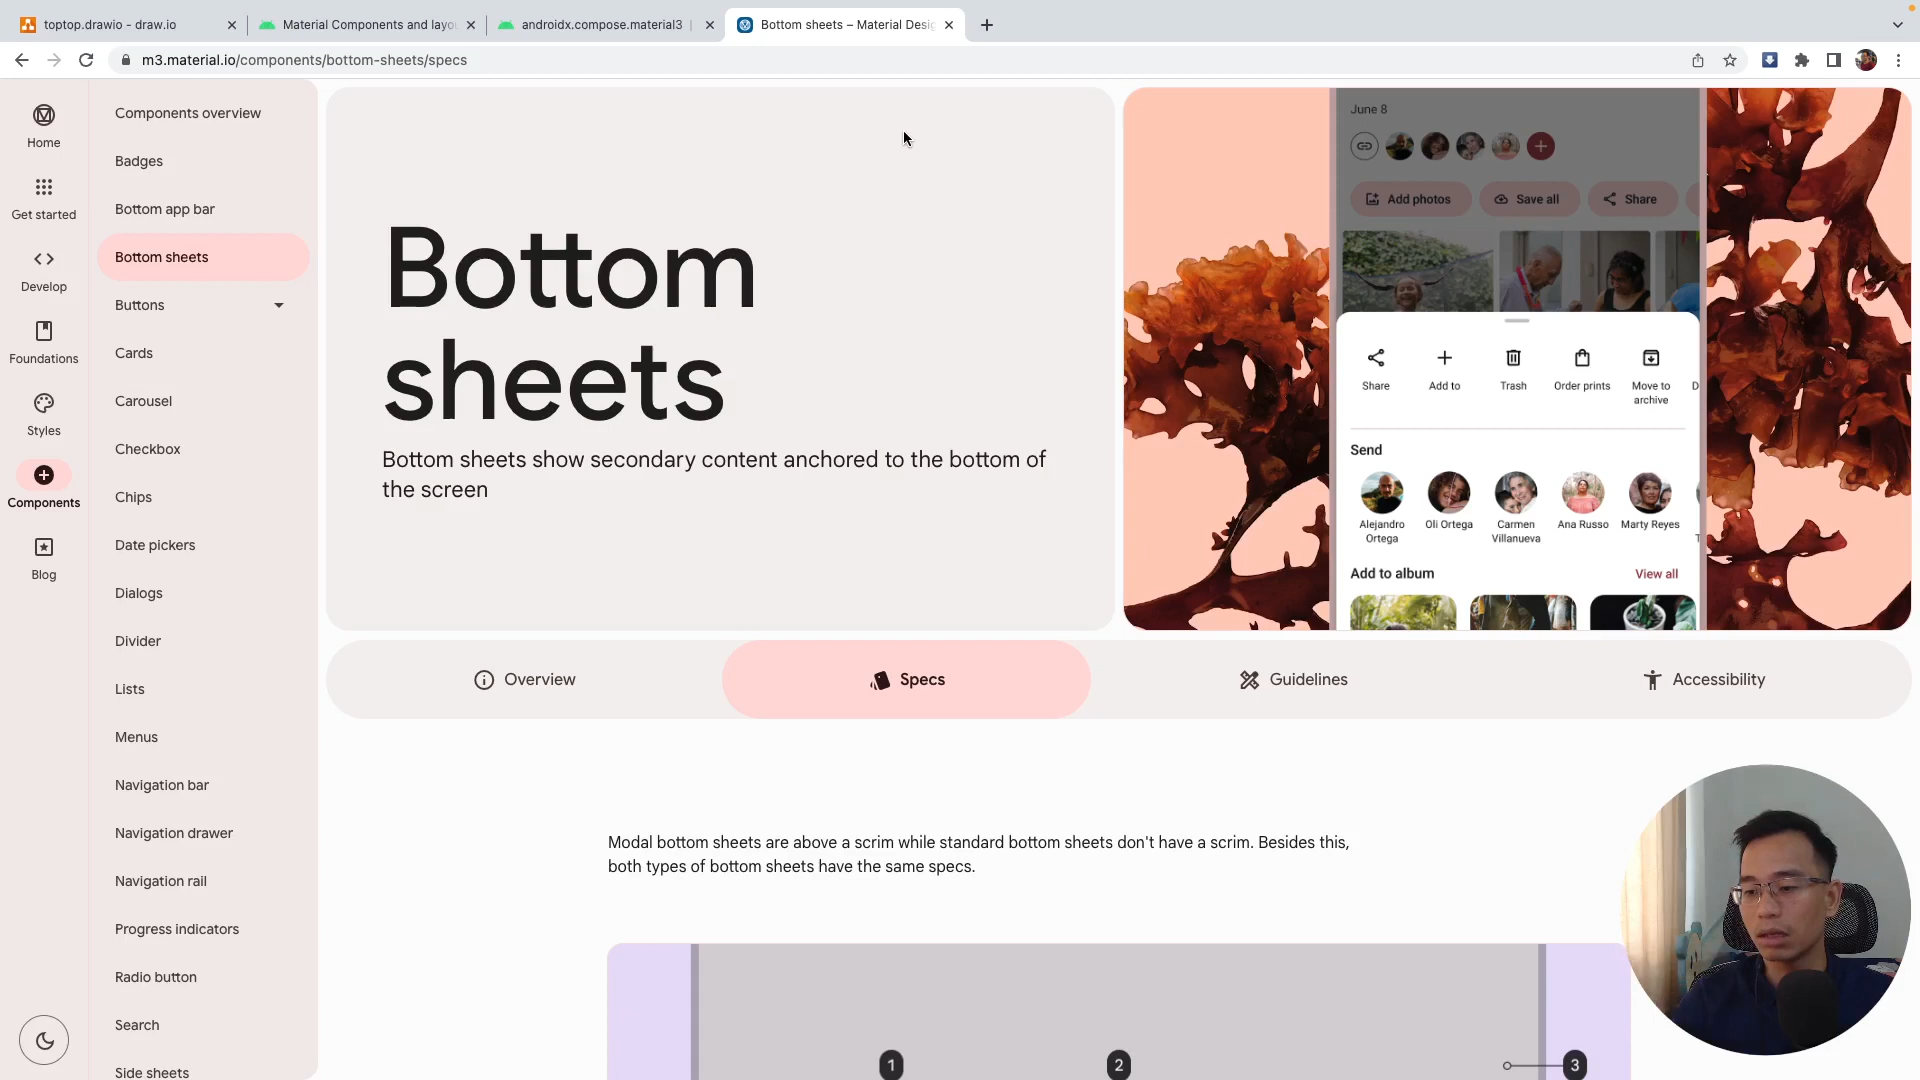 toptop.drawio - draw.io
Material Components and layou
androidx.compose.material3
Bottom sheets – Material Desig
m3.material.io/components/bottom-sheets/specs
Home
Get started
Develop
Foundations
Styles
Components
Blog
Components overview
Badges
Bottom app bar
Bottom sheets
Buttons
Cards
Carousel
Checkbox
Chips
Date pickers
Dialogs
Divider
Lists
Menus
Navigation bar
Navigation drawer
Navigation rail
Progress indicators
Radio button
Search
Side sheets
Bottom
sheets
Bottom sheets show secondary content anchored to the bottom of
the screen
June 8
Add photos
Save all
Share
Share
Add to
Trash
Order prints
Move to
archive
D
Send
Alejandro
Ortega
Oli Ortega
Carmen
Villanueva
Ana Russo
Marty Reyes
T
Add to album
View all
Overview
Specs
Guidelines
Accessibility
Modal bottom sheets are above a scrim while standard bottom sheets don't have a scrim. Besides this,
both types of bottom sheets have the same specs.
1
2
3